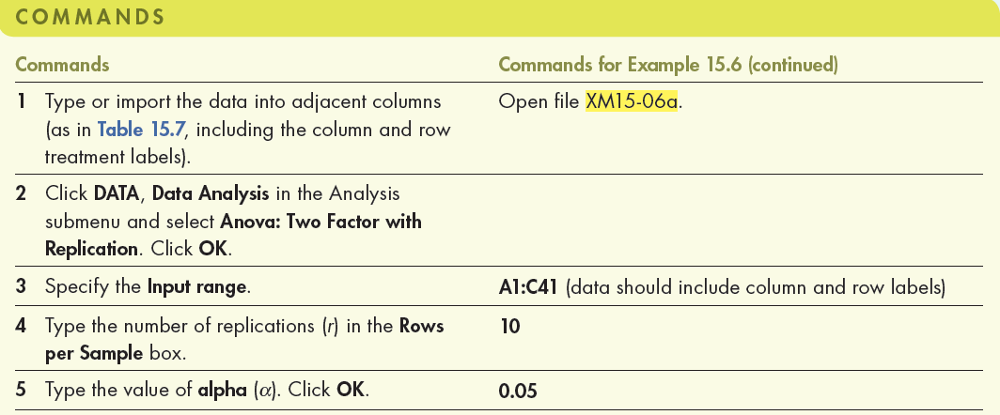 COMMANDS
Commands
Commands for Example 15.6 (continued)
1 Type or import the data into adjacent columns
(as in Table 15.7, including the column and row
treatment labels).
Open file XM15-06a.
2 Click DATA, Data Analysis in the Analysis
submenu and select Anova: Two Factor with
Replication. Click OK.
3 Specify the Input range.
A1:C41 (data should include column and row labels)
4 Type the number of replications (r) in the Rows
per Sample box.
10
5 Type the value of alpha (α). Click OK.
0.05